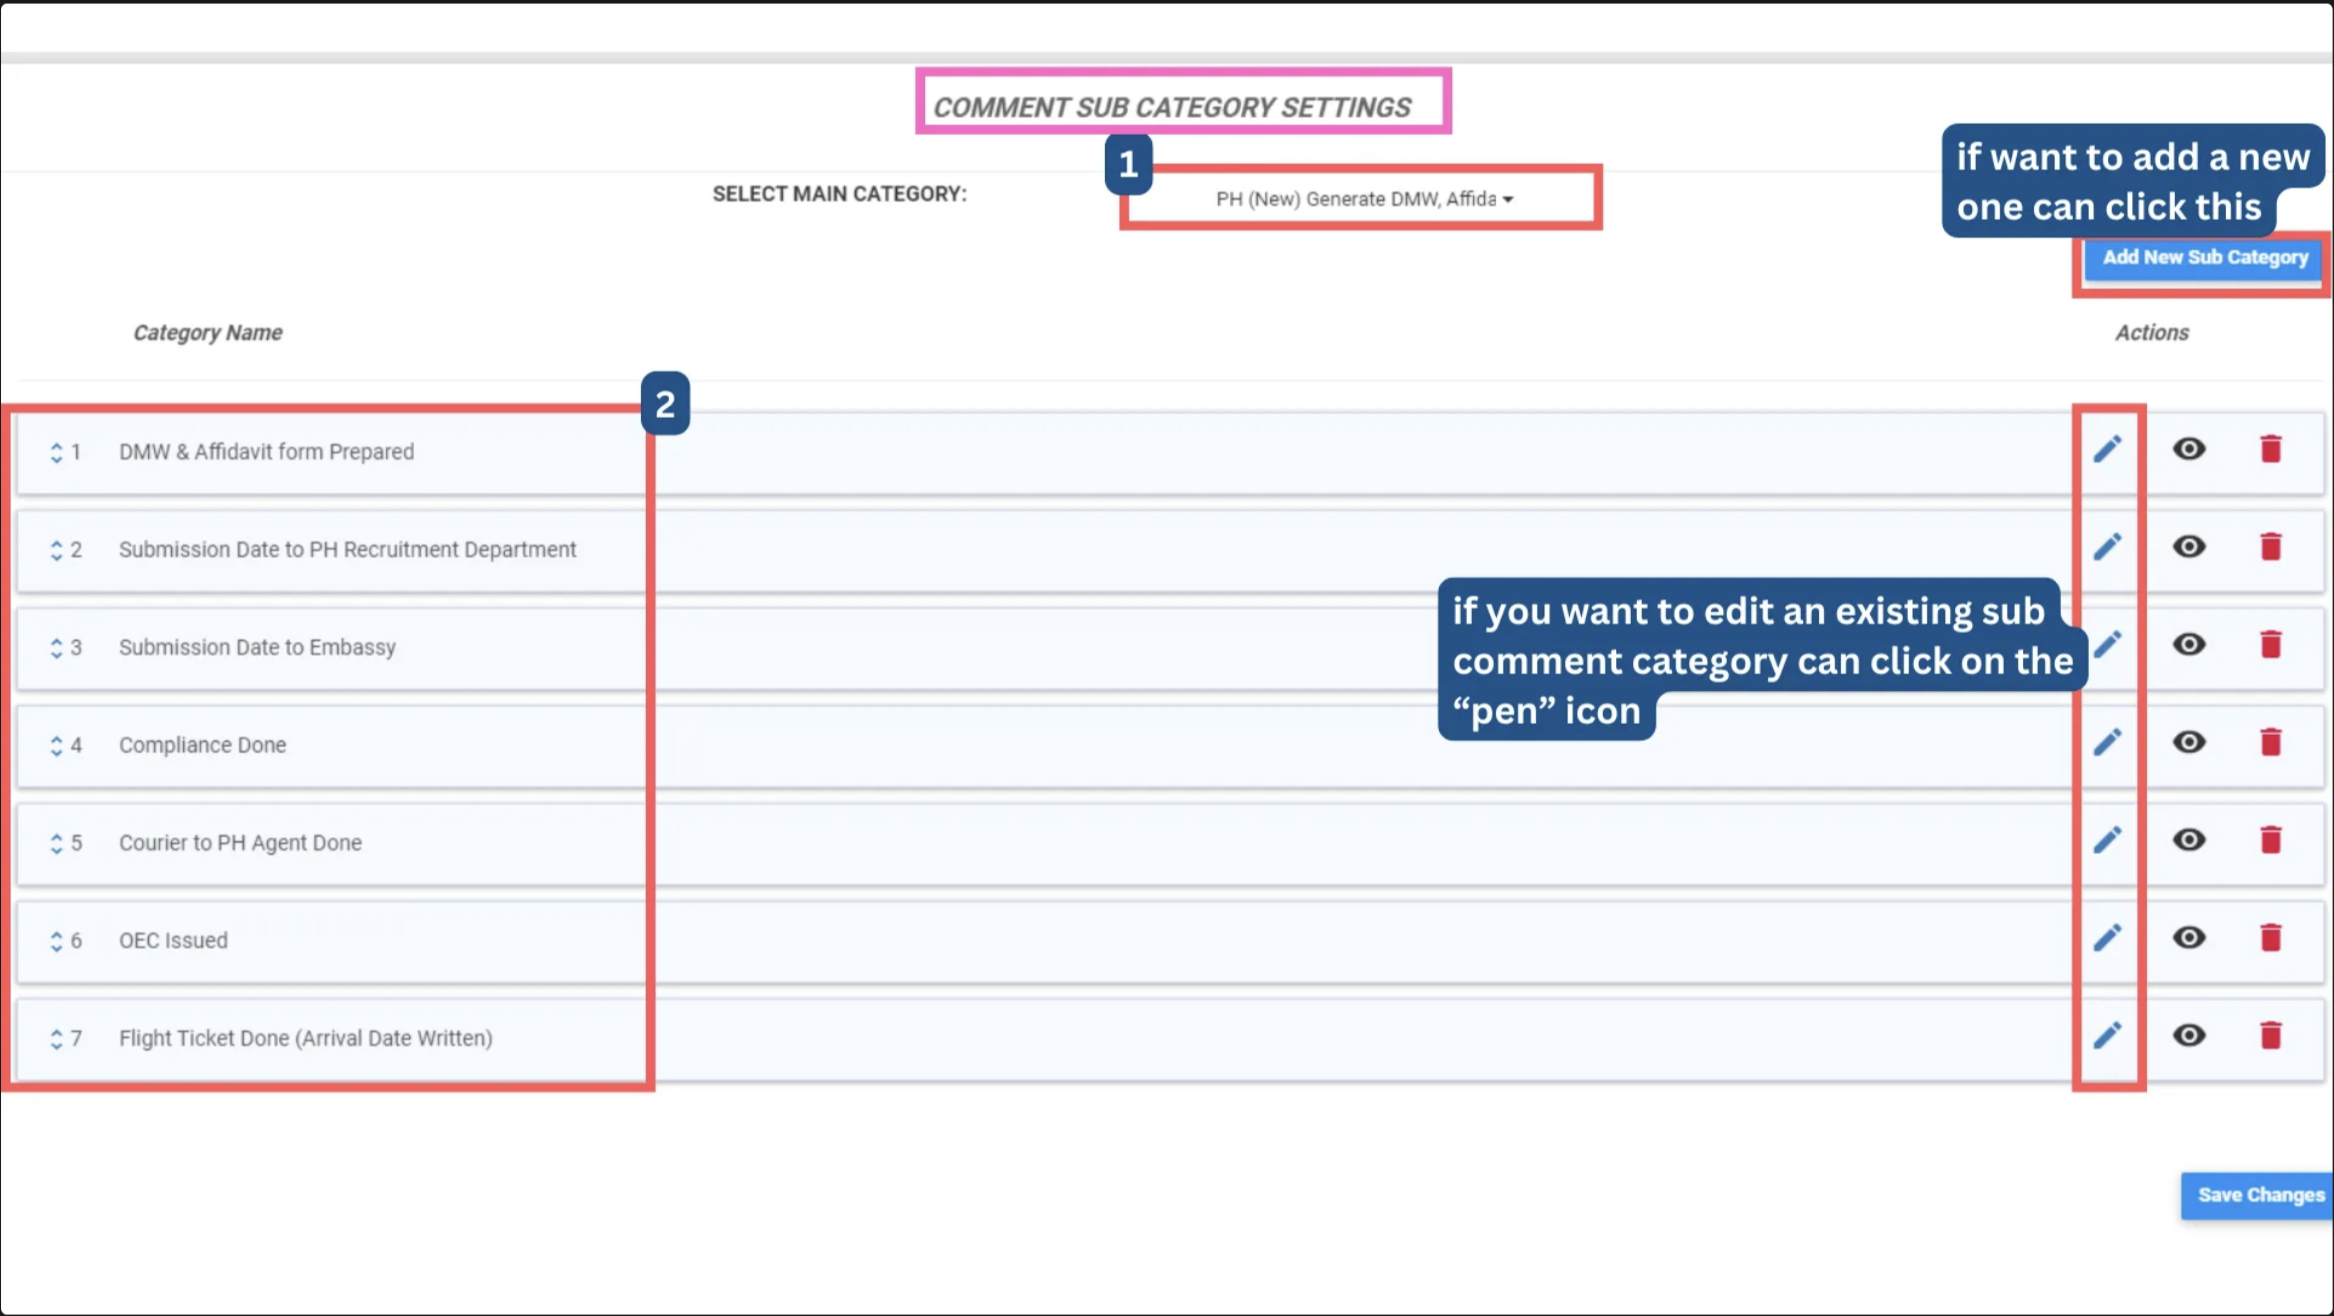 COMMENT SUB CATEGORY SETTINGS
1
SELECT MAIN CATEGORY:
PH (New) Generate DMW, Affida
if want to add a new
one can click this
Add New Sub Category
Category Name
Actions
2
1 DMW & Affidavit form Prepared
2 Submission Date to PH Recruitment Department
3 Submission Date to Embassy
if you want to edit an existing sub
comment category can click on the
“pen” icon
4 Compliance Done
5 Courier to PH Agent Done
6 OEC Issued
7 Flight Ticket Done (Arrival Date Written)
Save Changes